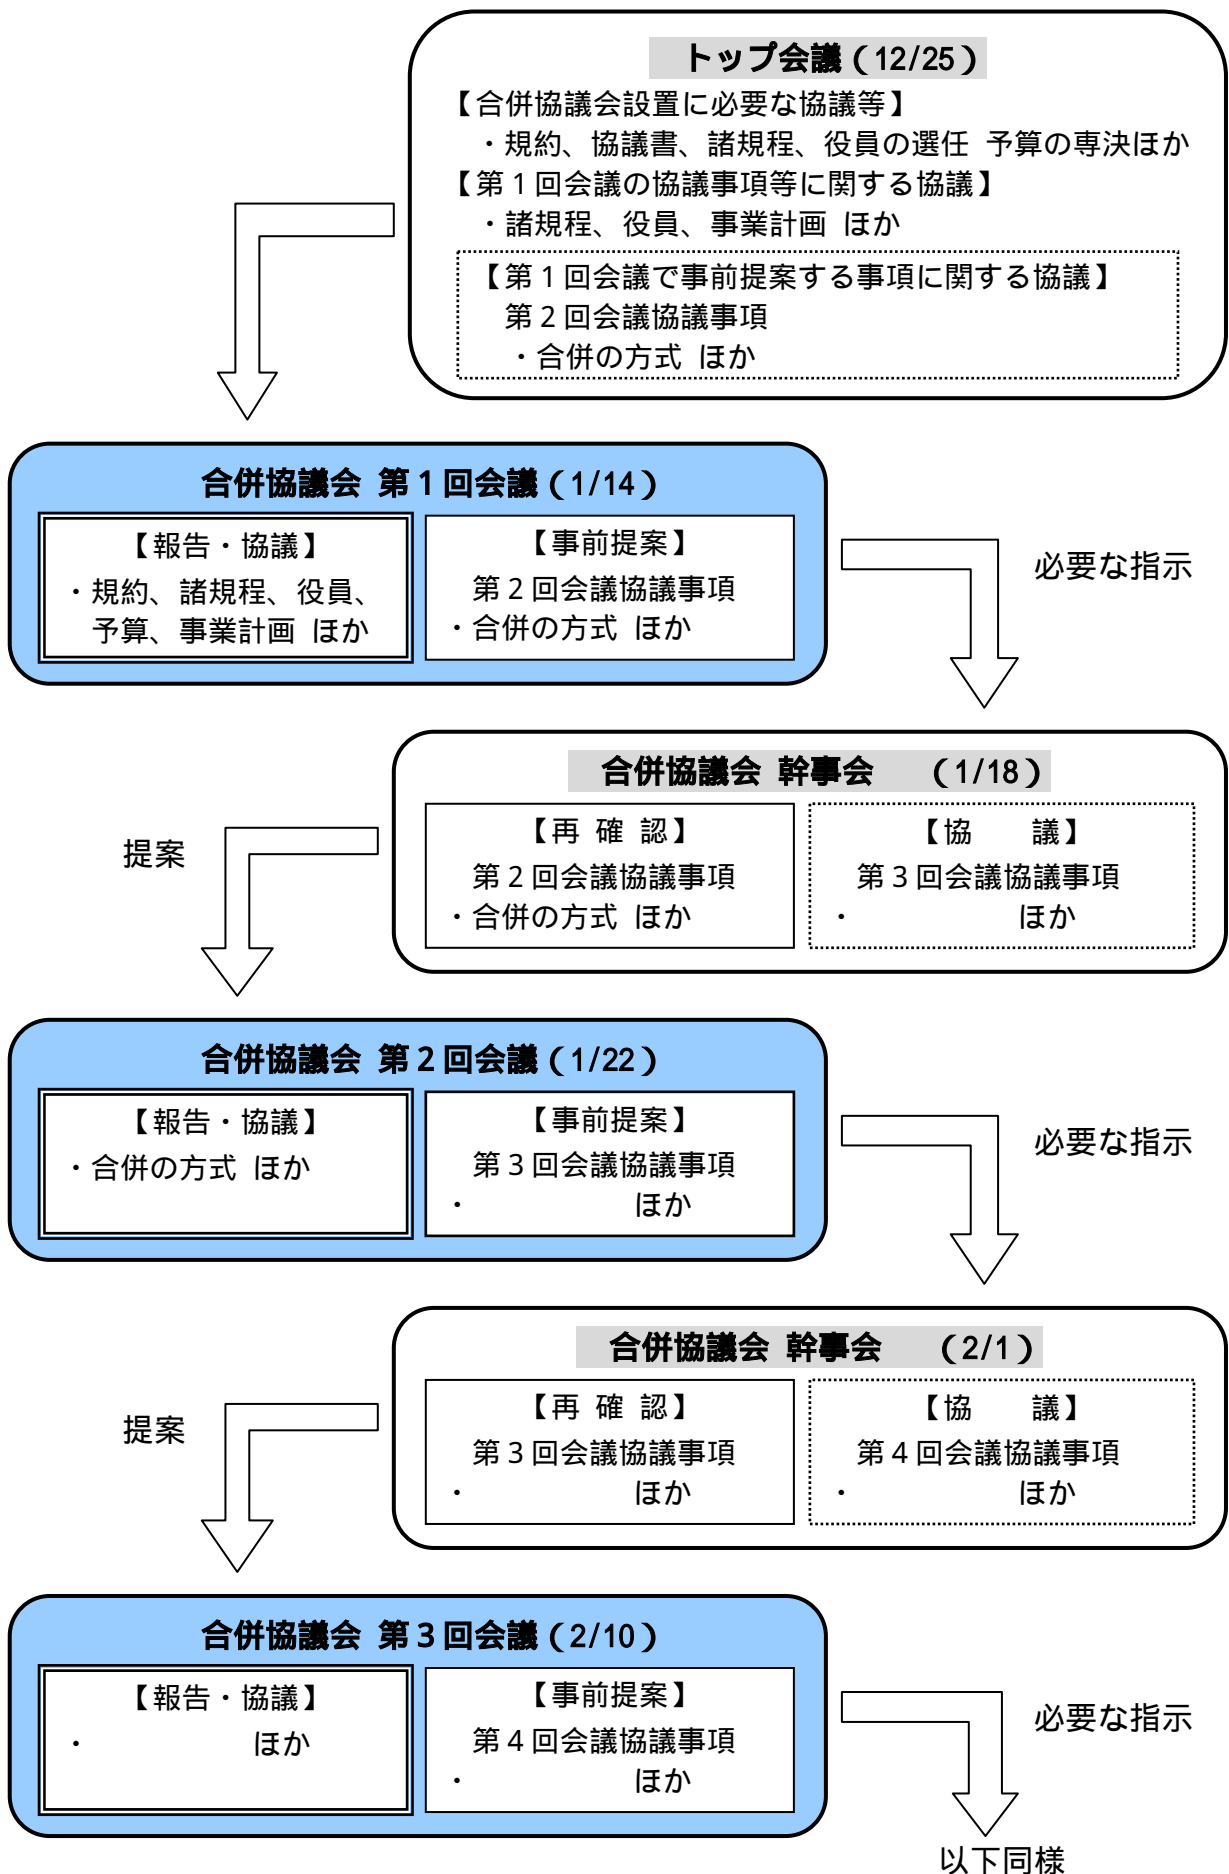 トップ会議（12/25）
【合併協議会設置に必要な協議等】
・規約、協議書、諸規程、役員の選任 予算の専決ほか
【第1回会議の協議事項等に関する協議】
・諸規程、役員、事業計画 ほか
【第1回会議で事前提案する事項に関する協議】
第2回会議協議事項
・合併の方式 ほか
合併協議会 第1回会議（1/14）
【報告・協議】
・規約、諸規程、役員、
予算、事業計画 ほか
【事前提案】
第2回会議協議事項
・合併の方式 ほか
必要な指示
合併協議会 幹事会 （1/18）
【再 確 認】
第2回会議協議事項
・合併の方式 ほか
【協 議】
第3回会議協議事項
・ ほか
提案
合併協議会 第2回会議（1/22）
【報告・協議】
・合併の方式 ほか
【事前提案】
第3回会議協議事項
・ ほか
必要な指示
合併協議会 幹事会 （2/1）
【再 確 認】
第3回会議協議事項
・ ほか
【協 議】
第4回会議協議事項
・ ほか
提案
合併協議会 第3回会議（2/10）
【報告・協議】
・ ほか
【事前提案】
第4回会議協議事項
・ ほか
必要な指示
以下同様